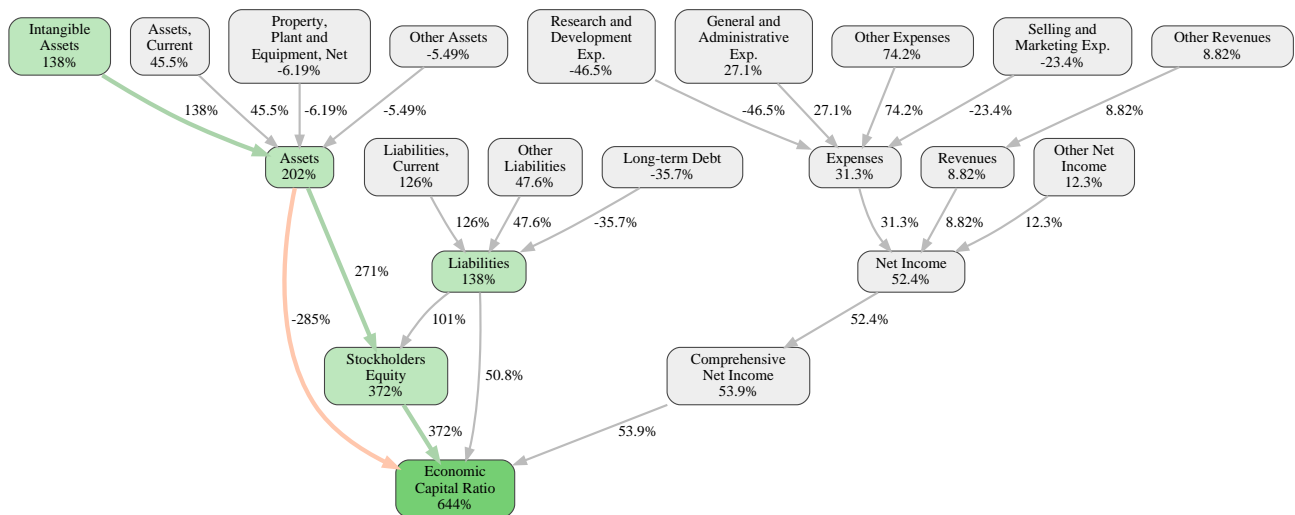 Intangible
Assets
138%
Assets,
Current
45.5%
Property,
Plant and
Equipment, Net
-6.19%
Other Assets
-5.49%
Research and
Development
Exp.
-46.5%
General and
Administrative
Exp.
27.1%
Other Expenses
74.2%
Selling and
Marketing Exp.
-23.4%
Other Revenues
8.82%
138%
45.5%
-6.19%
-5.49%
-46.5%
27.1%
74.2%
-23.4%
8.82%
Assets
202%
Liabilities,
Current
126%
Other
Liabilities
47.6%
Long-term Debt
-35.7%
Expenses
31.3%
Revenues
8.82%
Other Net
Income
12.3%
126%
47.6%
-35.7%
31.3%
8.82%
12.3%
271%
Liabilities
138%
Net Income
52.4%
-285%
101%
52.4%
Stockholders
Equity
372%
50.8%
Comprehensive
Net Income
53.9%
372%
53.9%
Economic
Capital Ratio
644%